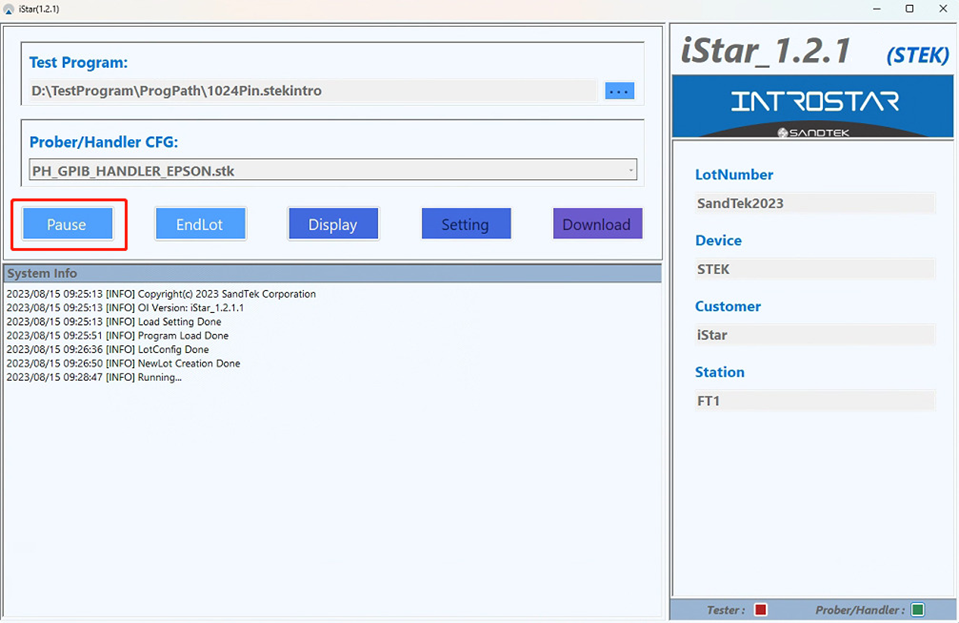 iStar(1.2.1)
Test Program:
D:\TestProgram\ProgPath\1024Pin.stekintro
...
Prober/Handler CFG:
PH_GPIB_HANDLER_EPSON.stk
Pause EndLot Display Setting Download
System Info
2023/08/15 09:25:13 [INFO] Copyright(c) 2023 SandTek Corporation
2023/08/15 09:25:13 [INFO] OI Version: iStar_1.2.1.1
2023/08/15 09:25:13 [INFO] Load Setting Done
2023/08/15 09:25:51 [INFO] Program Load Done
2023/08/15 09:26:36 [INFO] LotConfig Done
2023/08/15 09:26:50 [INFO] NewLot Creation Done
2023/08/15 09:28:47 [INFO] Running...
iStar_1.2.1 (STEK)
INTROSTAR
SANDTEK
LotNumber
SandTek2023
Device
STEK
Customer
iStar
Station
FT1
Tester : Prober/Handler :